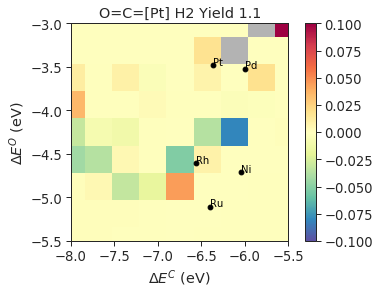 O=C=[Pt] H2 Yield 1.1
−3.0
−3.5
−4.0
−4.5
−5.0
−5.5
ΔE^O (eV)
Pt
Pd
Rh
Ni
Ru
−8.0 −7.5 −7.0 −6.5 −6.0 −5.5
ΔE^C (eV)
0.100
0.075
0.050
0.025
0.000
−0.025
−0.050
−0.075
−0.100